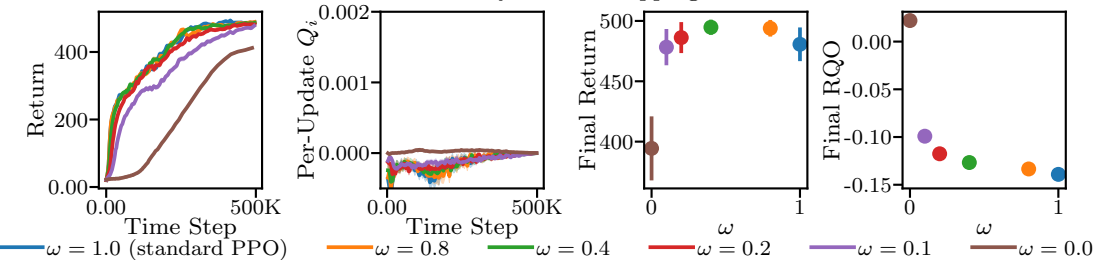 Return
400
200
0.00
0.00
500K
Time Step
Per-Update Q_i
0.002
0.001
0.000
0.00
500K
Time Step
Final Return
500
450
400
0
1
ω
Final RQO
0.00
-0.05
-0.10
-0.15
0
1
ω
ω = 1.0 (standard PPO)
ω = 0.8
ω = 0.4
ω = 0.2
ω = 0.1
ω = 0.0